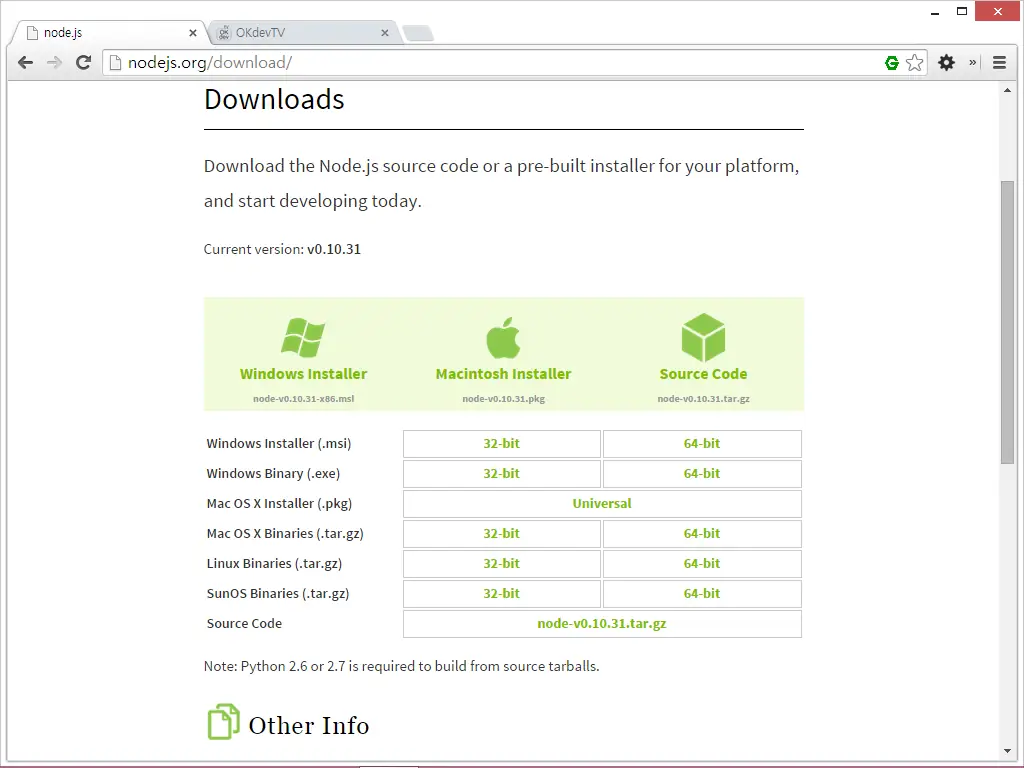 node.js
OKdevTV
nodejs.org/download/
Downloads
Download the Node.js source code or a pre-built installer for your platform,
and start developing today.
Current version: v0.10.31
Windows Installer
Macintosh Installer
Source Code
node-v0.10.31-x86.msi
node-v0.10.31.pkg
node-v0.10.31.tar.gz
Windows Installer (.msi) 32-bit 64-bit
Windows Binary (.exe) 32-bit 64-bit
Mac OS X Installer (.pkg) Universal
Mac OS X Binaries (.tar.gz) 32-bit 64-bit
Linux Binaries (.tar.gz) 32-bit 64-bit
SunOS Binaries (.tar.gz) 32-bit 64-bit
Source Code node-v0.10.31.tar.gz
Note: Python 2.6 or 2.7 is required to build from source tarballs.
Other Info